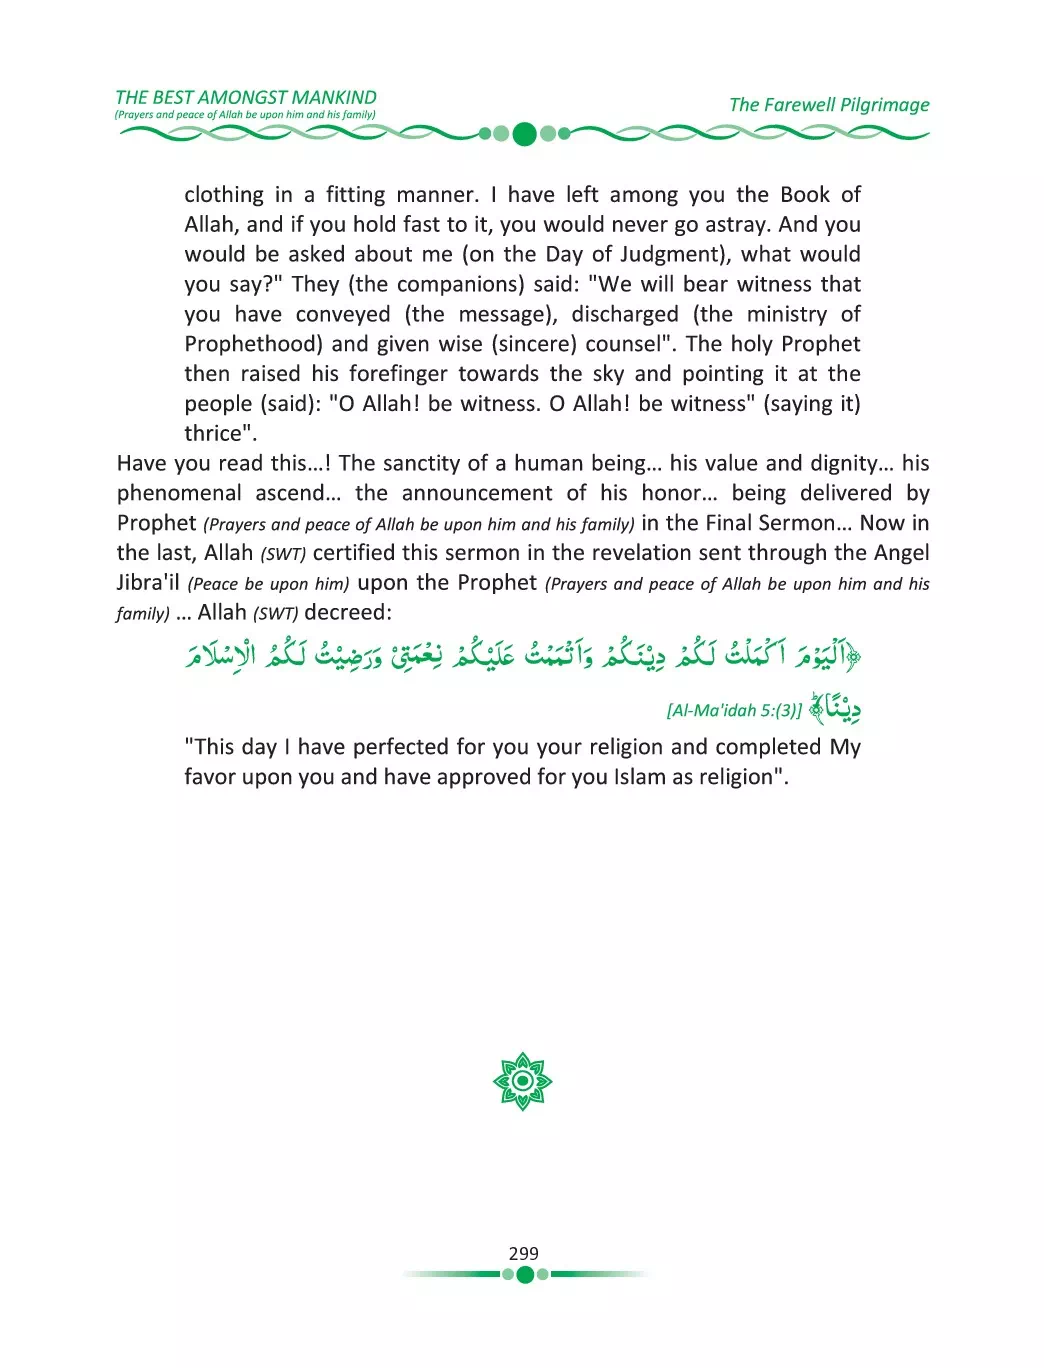 THE BEST AMONGST MANKIND
(Prayers and peace of Allah be upon him and his family)
The Farewell Pilgrimage
clothing in a fitting manner. I have left among you the Book of
Allah, and if you hold fast to it, you would never go astray. And you
would be asked about me (on the Day of Judgment), what would
you say?" They (the companions) said: "We will bear witness that
you have conveyed (the message), discharged (the ministry of
Prophethood) and given wise (sincere) counsel". The holy Prophet
then raised his forefinger towards the sky and pointing it at the
people (said): "O Allah! be witness. O Allah! be witness" (saying it)
thrice".
Have you read this…! The sanctity of a human being… his value and dignity… his
phenomenal ascend… the announcement of his honor… being delivered by
Prophet (Prayers and peace of Allah be upon him and his family) in the Final Sermon… Now in
the last, Allah (SWT) certified this sermon in the revelation sent through the Angel
Jibra'il (Peace be upon him) upon the Prophet (Prayers and peace of Allah be upon him and his
family) … Allah (SWT) decreed:
﴿اَلْيَوْمَ اَكْمَلْتُ لَكُمْ دِيْنَكُمْ وَاَتْمَمْتُ عَلَيْكُمْ نِعْمَتِيْ وَرَضِيْتُ لَكُمُ الْاِسْلَامَ
دِيْنًا ؕ﴾ [Al-Ma'idah 5:(3)]
"This day I have perfected for you your religion and completed My
favor upon you and have approved for you Islam as religion".
299